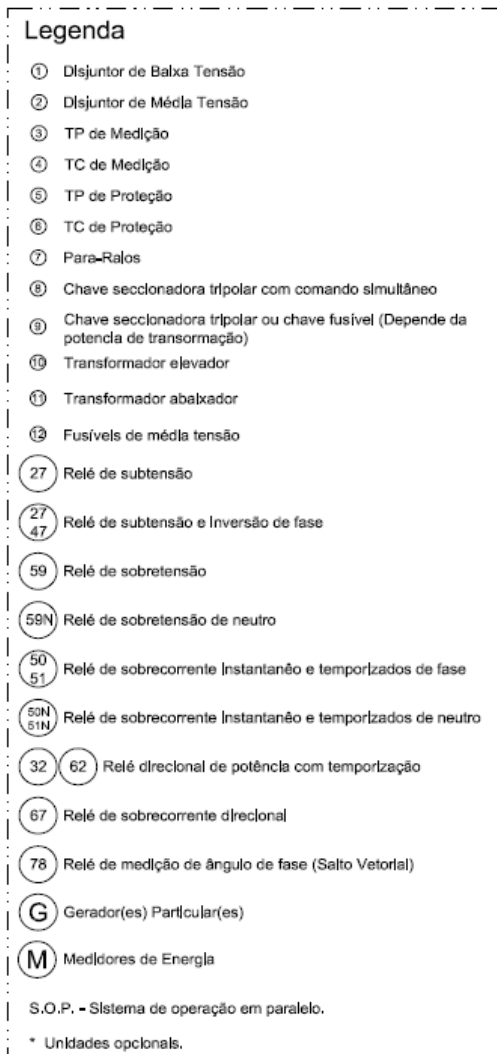 Legenda
① Disjuntor de Baixa Tensão
② Disjuntor de Média Tensão
③ TP de Medição
④ TC de Medição
⑤ TP de Proteção
⑥ TC de Proteção
⑦ Para-Raios
⑧ Chave seccionadora tripolar com comando simultâneo
⑨ Chave seccionadora tripolar ou chave fusivel (Depende da
potencia de transormação)
⑩ Transformador elevador
⑪ Transformador abaixador
⑫ Fusíveis de média tensão
27 Relé de subtensão
27
47 Relé de subtensão e Inversão de fase
59 Relé de sobretensão
59N Relé de sobretensão de neutro
50
51 Relé de sobrecorrente Instantanêo e temporizados de fase
50N
51N Relé de sobrecorrente Instantanêo e temporizados de neutro
32 62 Relé direcional de potência com temporização
67 Relé de sobrecorrente direcional
78 Relé de medição de ângulo de fase (Salto Vetorial)
G Gerador(es) Particular(es)
M Medidores de Energia
S.O.P. - Sistema de operação em paralelo.
* Unidades opcionais.